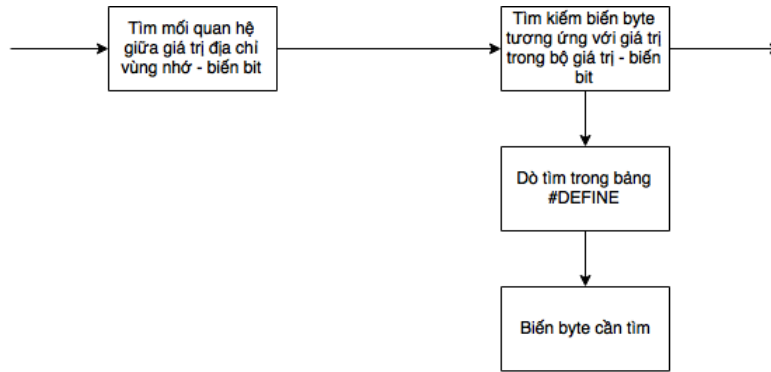 Tìm mối quan hệ
giữa giá trị địa chỉ
vùng nhớ - biến bit
Tìm kiếm biến byte
tương ứng với giá trị
trong bộ giá trị - biến
bit
Dò tìm trong bảng
#DEFINE
Biến byte cần tìm